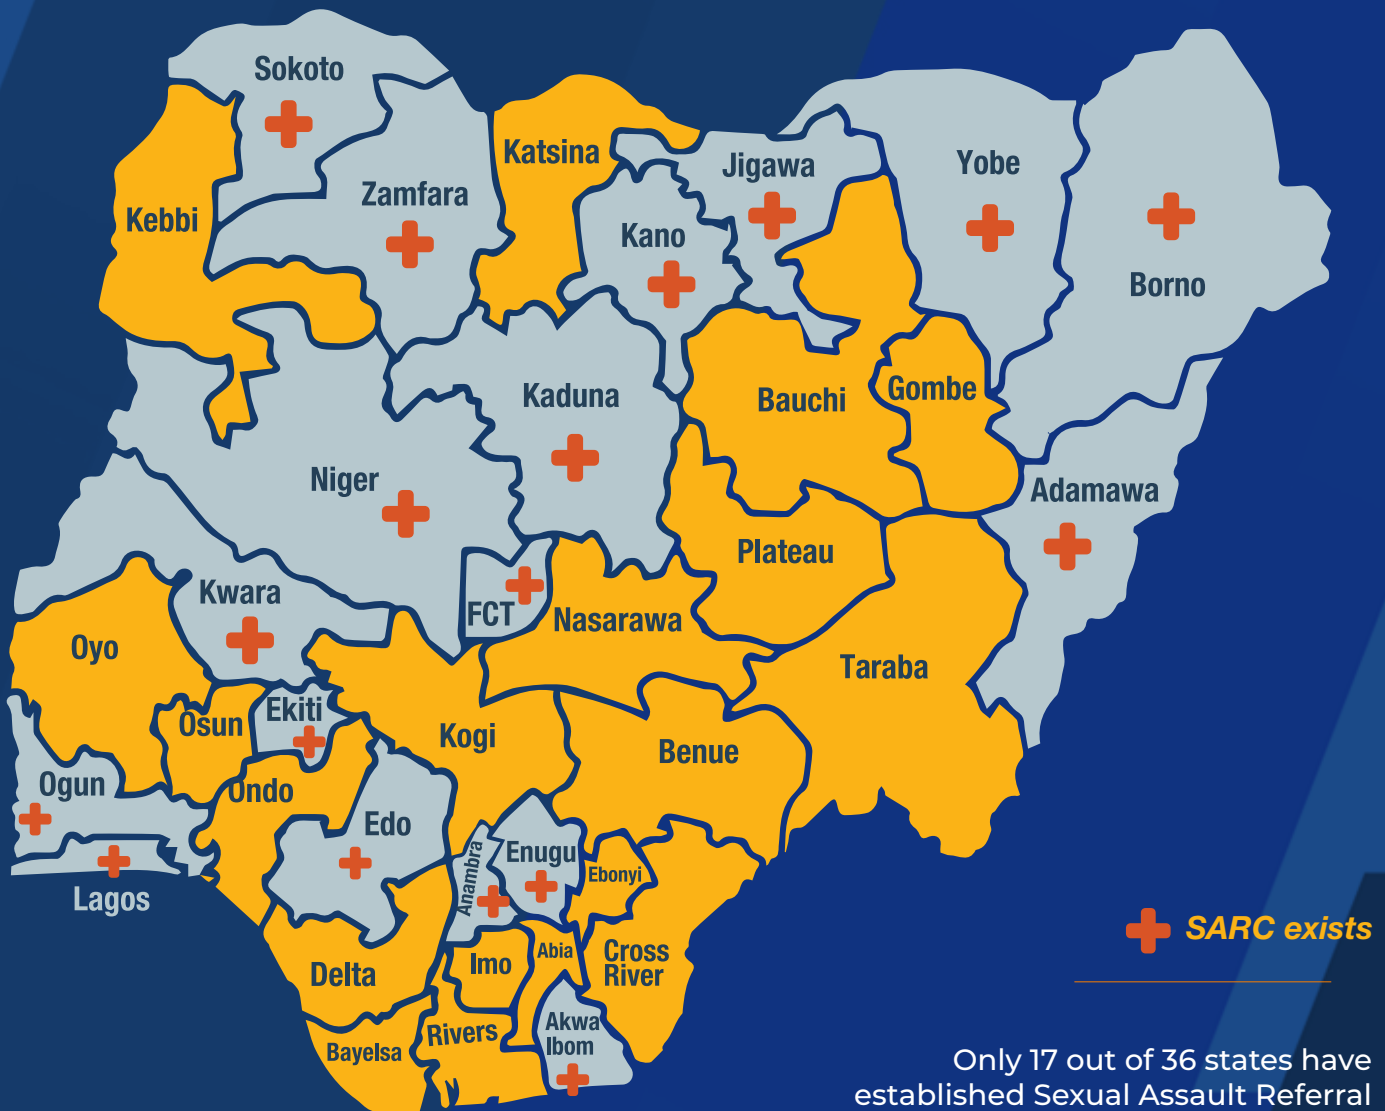 Sokoto
Katsina
Jigawa
Yobe
Zamfara
Kebbi
Kano
Borno
Kaduna
Bauchi
Gombe
Niger
Adamawa
Plateau
Kwara
FCT
Nasarawa
Oyo
Taraba
Ekiti
Osun
Kogi
Benue
Ogun
Ondo
Edo
Enugu
Anambra
Ebonyi
Lagos
SARC exists
Abia
Cross
River
Imo
Delta
Akwa
Ibom
Rivers
Bayelsa
Only 17 out of 36 states have
established Sexual Assault Referral